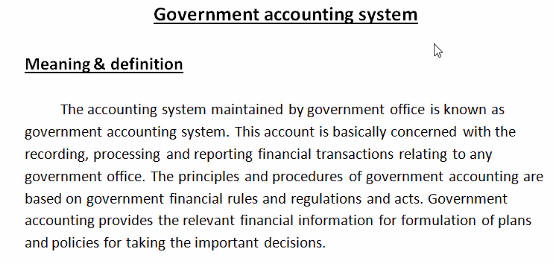 Government accounting system
Meaning & definition
The accounting system maintained by government office is known as
government accounting system. This account is basically concerned with the
recording, processing and reporting financial transactions relating to any
government office. The principles and procedures of government accounting are
based on government financial rules and regulations and acts. Government
accounting provides the relevant financial information for formulation of plans
and policies for taking the important decisions.